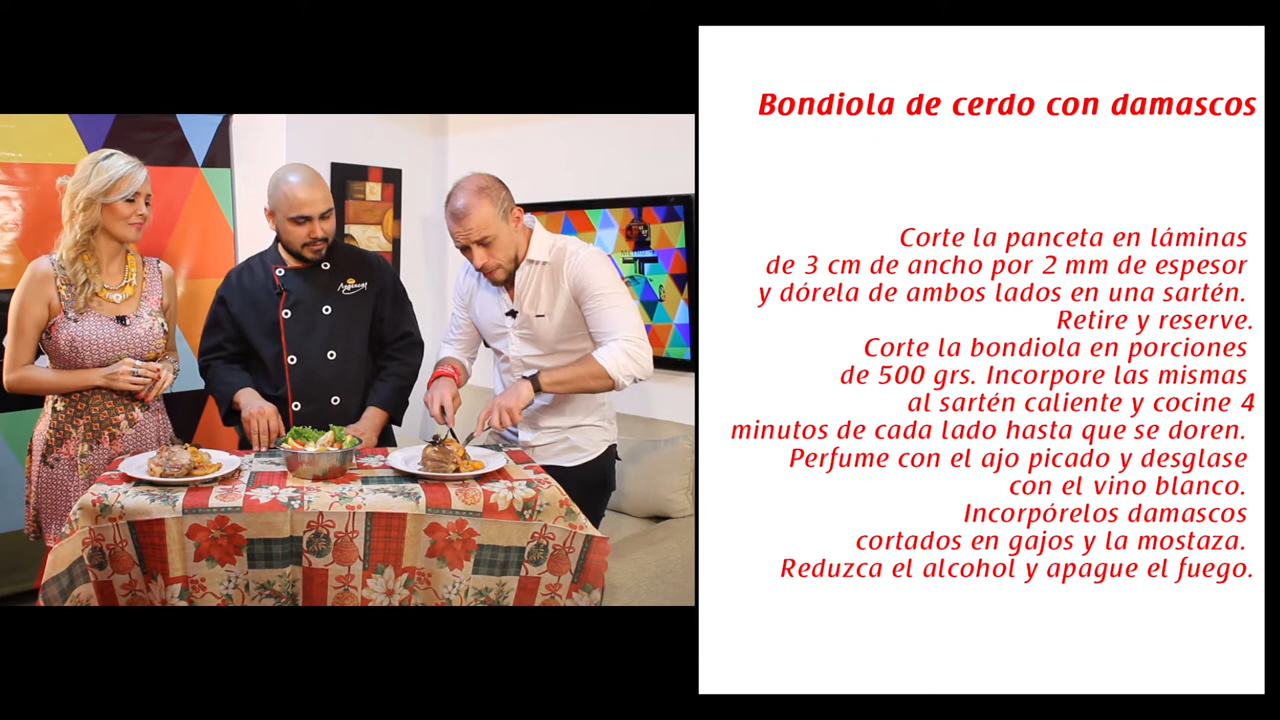 Bondiola de cerdo con damascos
Corte la panceta en láminas
de 3 cm de ancho por 2 mm de espesor
y dórela de ambos lados en una sartén.
Retire y reserve.
Corte la bondiola en porciones
de 500 grs. Incorpore las mismas
al sartén caliente y cocine 4
minutos de cada lado hasta que se doren.
Perfume con el ajo picado y desglase
con el vino blanco.
Incorpórelos damascos
cortados en gajos y la mostaza.
Reduzca el alcohol y apague el fuego.